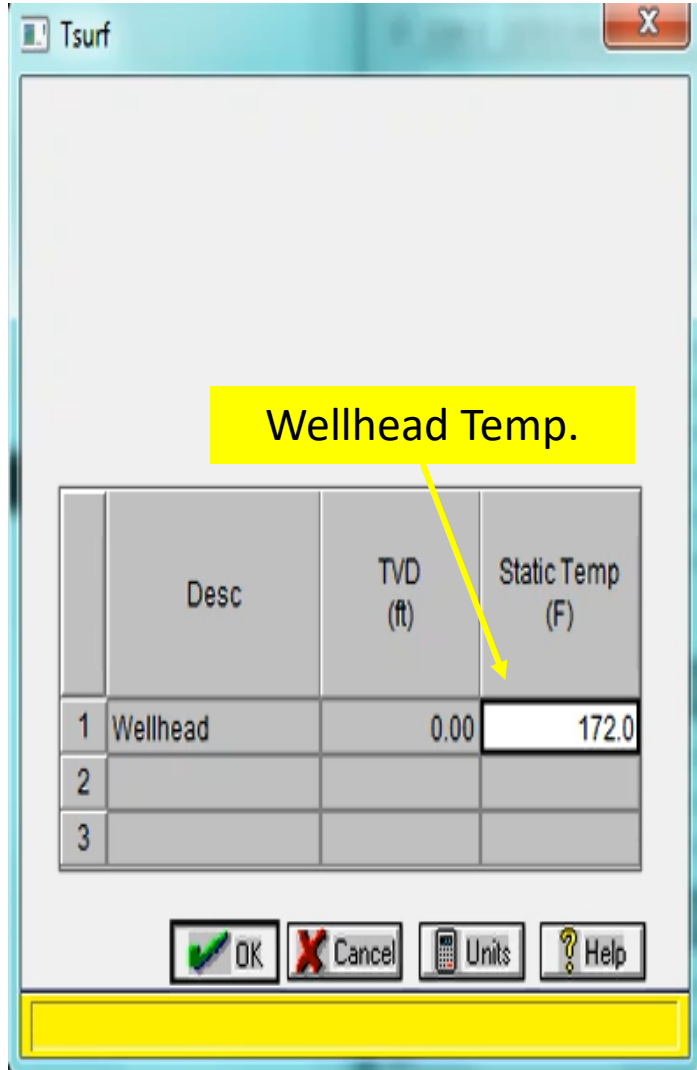 Tsurf
Wellhead Temp.
Desc TVD (ft) Static Temp (F)
1 Wellhead 0.00 172.0
2
3
OK Cancel Units Help